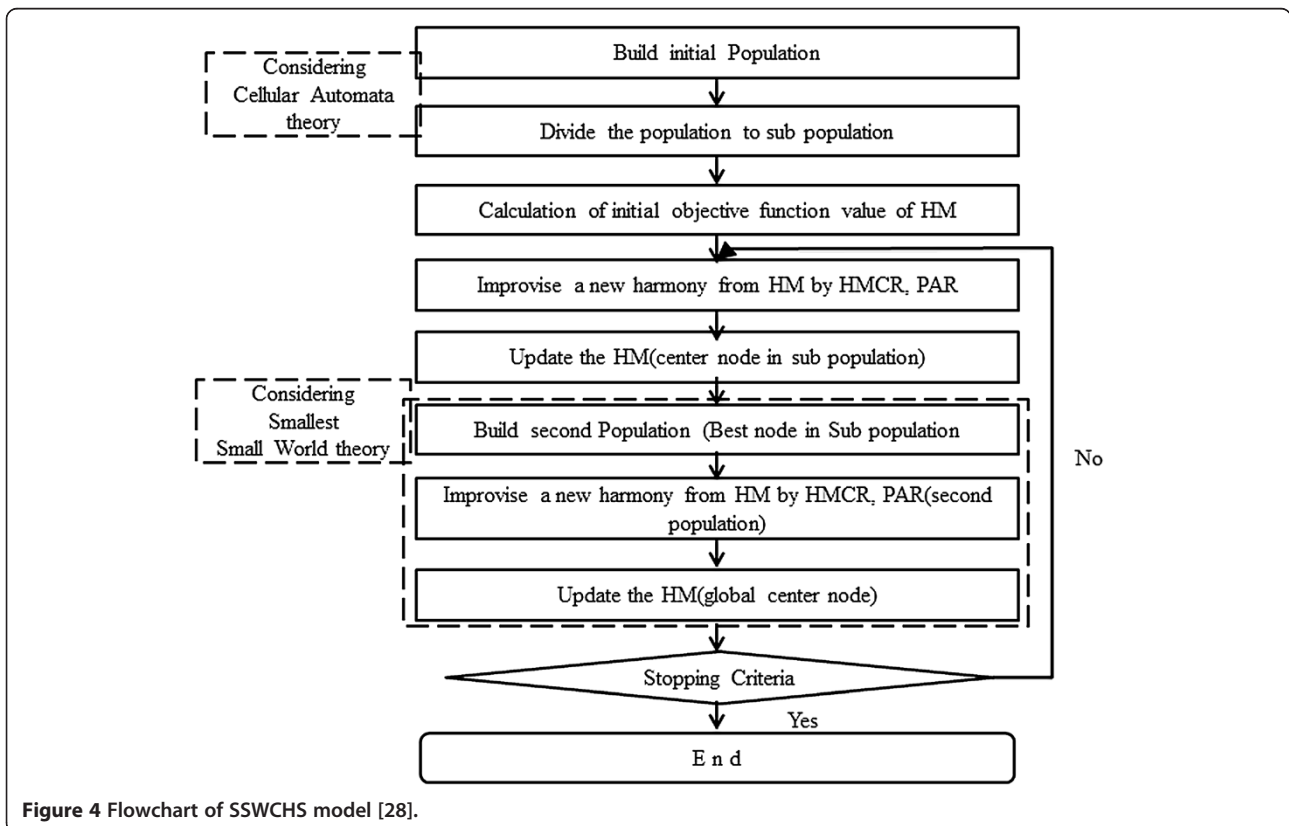 Build initial Population
Considering
Cellular Automata
theory
Divide the population to sub population
Calculation of initial objective function value of HM
Improvise a new harmony from HM by HMCR, PAR
Update the HM(center node in sub population)
Considering
Smallest
Small World theory
Build second Population (Best node in Sub population
No
Improvise a new harmony from HM by HMCR, PAR(second
population)
Update the HM(global center node)
Stopping Criteria
Yes
E n d
Figure 4 Flowchart of SSWCHS model [28].